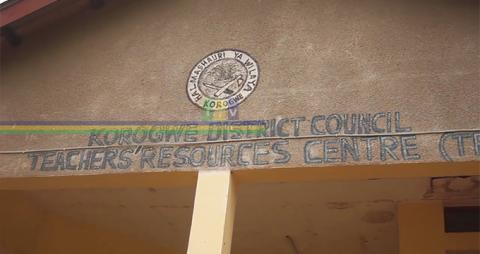 HALMASHAURI YA WILAYA
KOROGWE
KOROGWE DISTRICT COUNCIL
TEACHERS' RESOURCES CENTRE (T